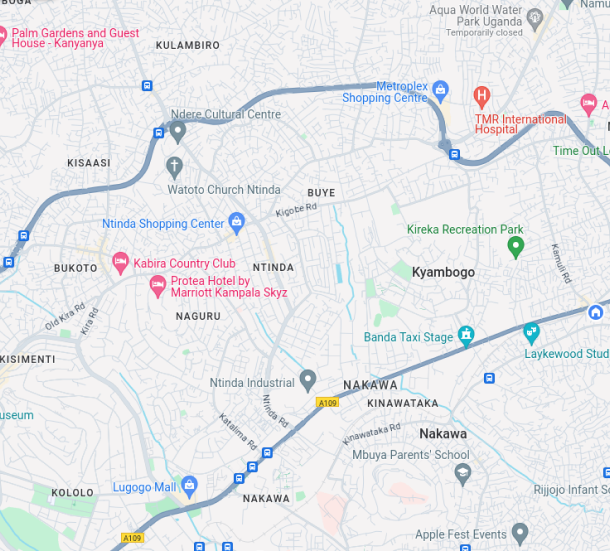 BOGA
Palm Gardens and Guest
House - Kanyanya
KULAMBIRO
Aqua World Water
Park Uganda
Temporarily closed
Namu
Metroplex
Shopping Centre
H
TMR International
Hospital
A
Ndere Cultural Centre
Time Out Lo
KISAASI
Watoto Church Ntinda
BUYE
Kigobe Rd
Ntinda Shopping Center
Kireka Recreation Park
Kamuli Rd
Kabira Country Club
BUKOTO
NTINDA
Kyambogo
Protea Hotel by
Marriott Kampala Skyz
NAGURU
Old Kira Rd
Kira Rd
Banda Taxi Stage
Laykewood Stud
KISIMENTI
Ntinda Industrial
NAKAWA
A109
KINAWATAKA
useum
Ntinda Rd
Katalima Rd
Kinawataka Rd
Nakawa
Mbuya Parents' School
Lugogo Mall
KOLOLO
NAKAWA
Rijjojo Infant So
A109
Apple Fest Events